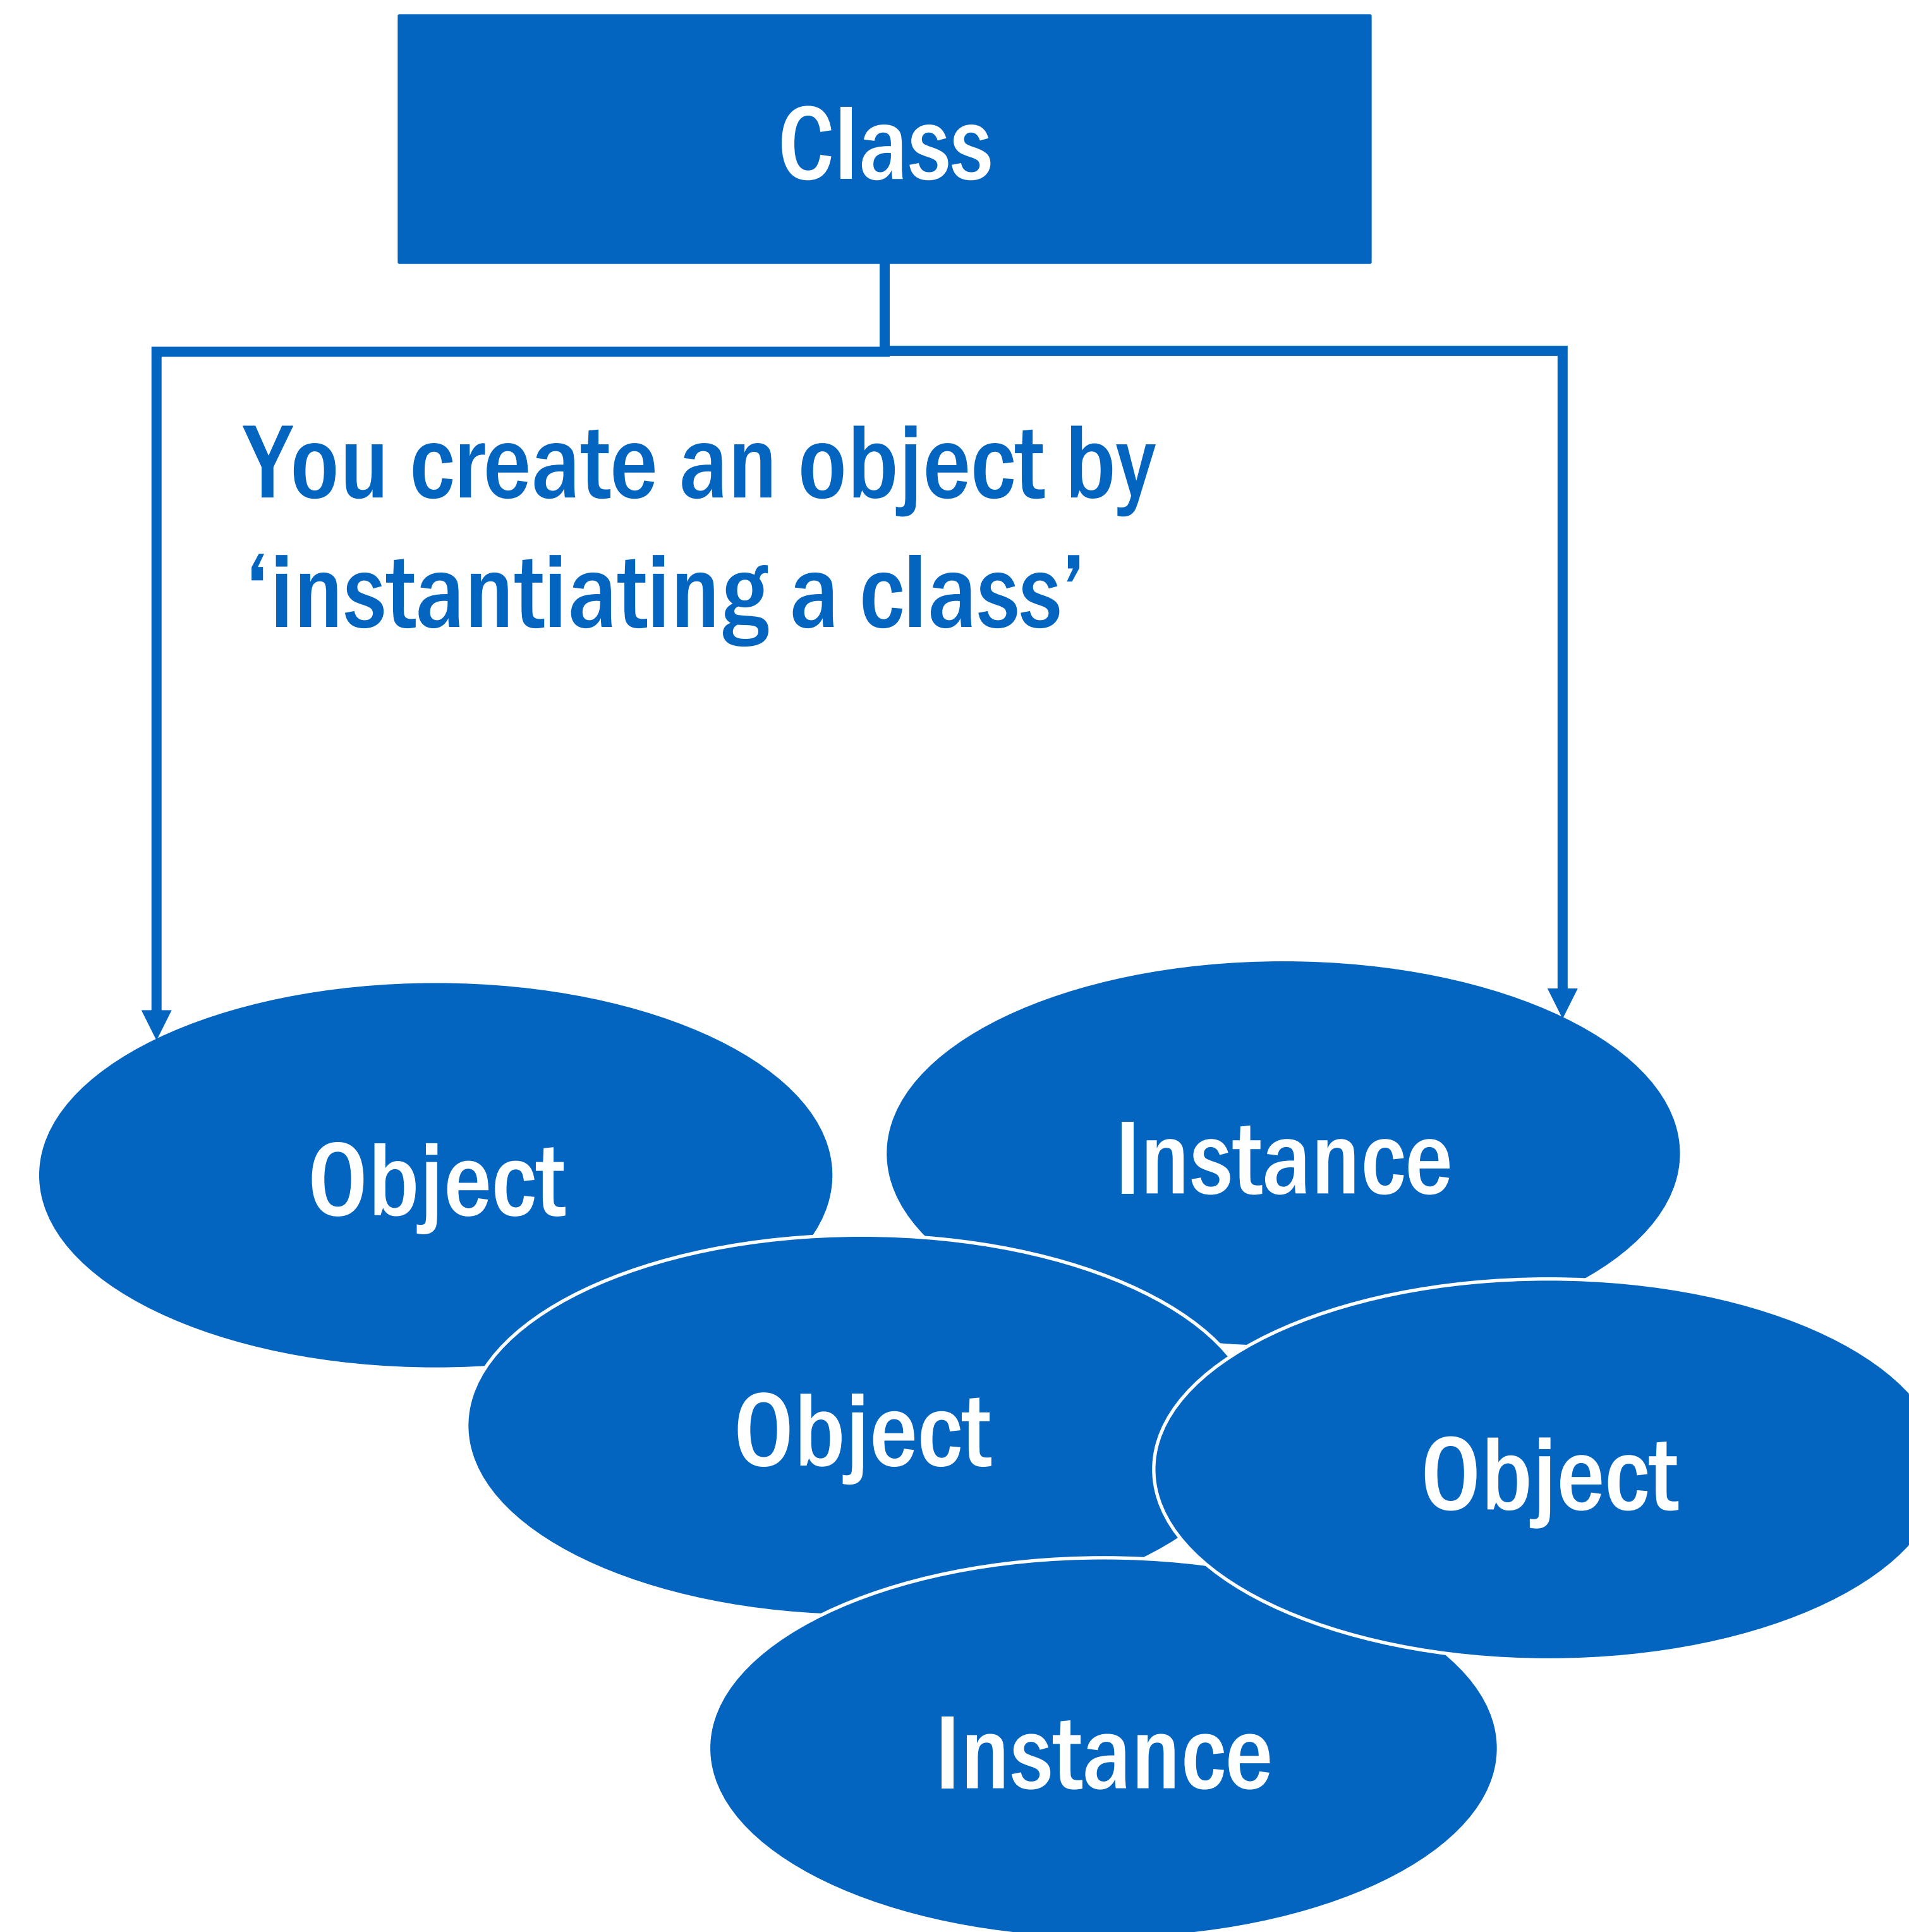 Class
You create an object by
‘instantiating a class’
Object
Instance
Object
Object
Instance